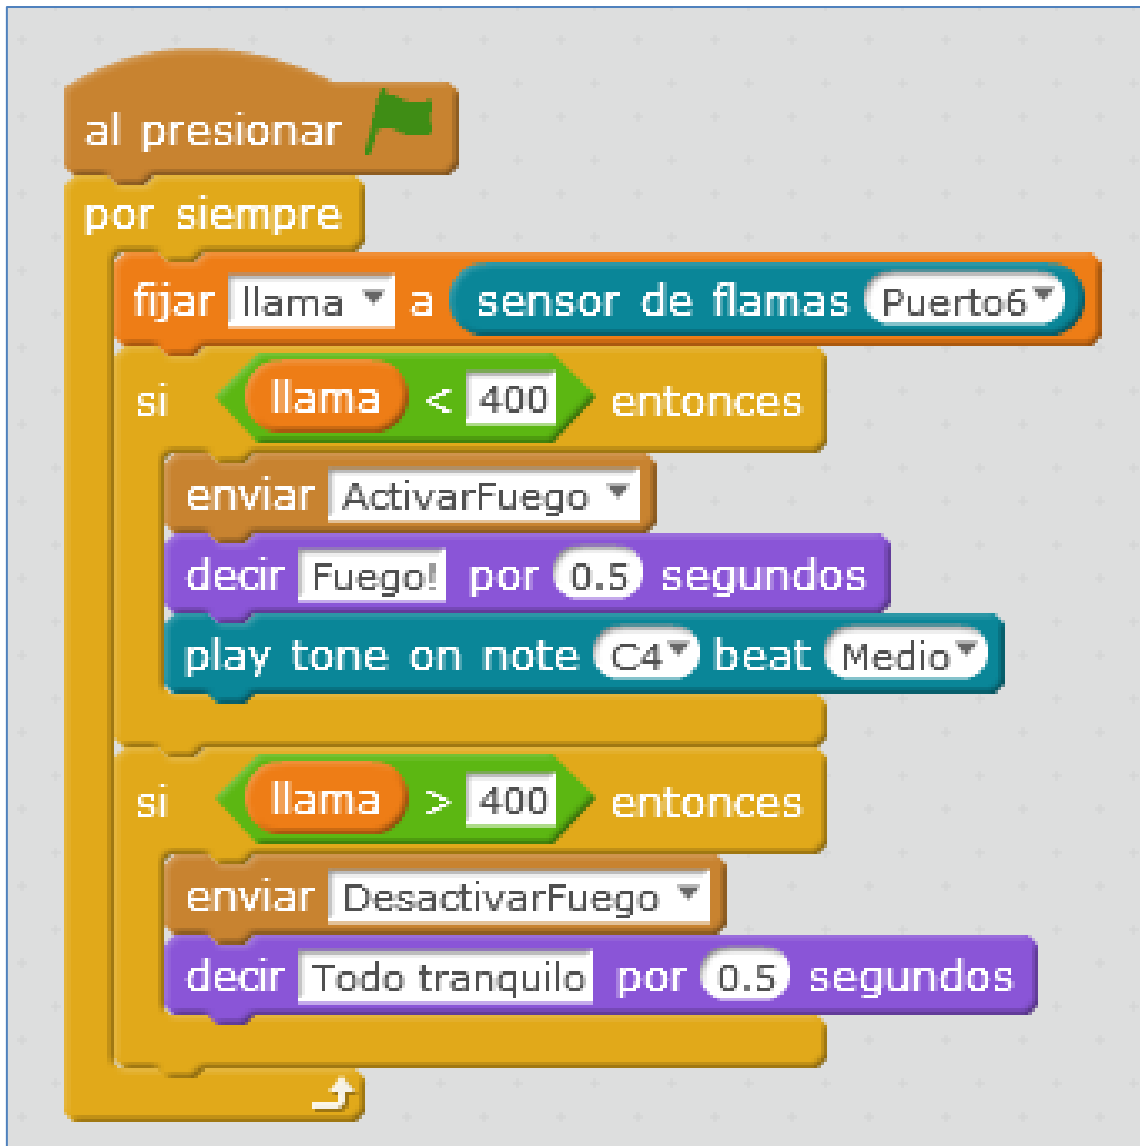 al presionar
por siempre
fijar llama a sensor de flamas Puerto6
si llama < 400 entonces
enviar ActivarFuego
decir Fuego! por 0.5 segundos
play tone on note C4 beat Medio
si llama > 400 entonces
enviar DesactivarFuego
decir Todo tranquilo por 0.5 segundos